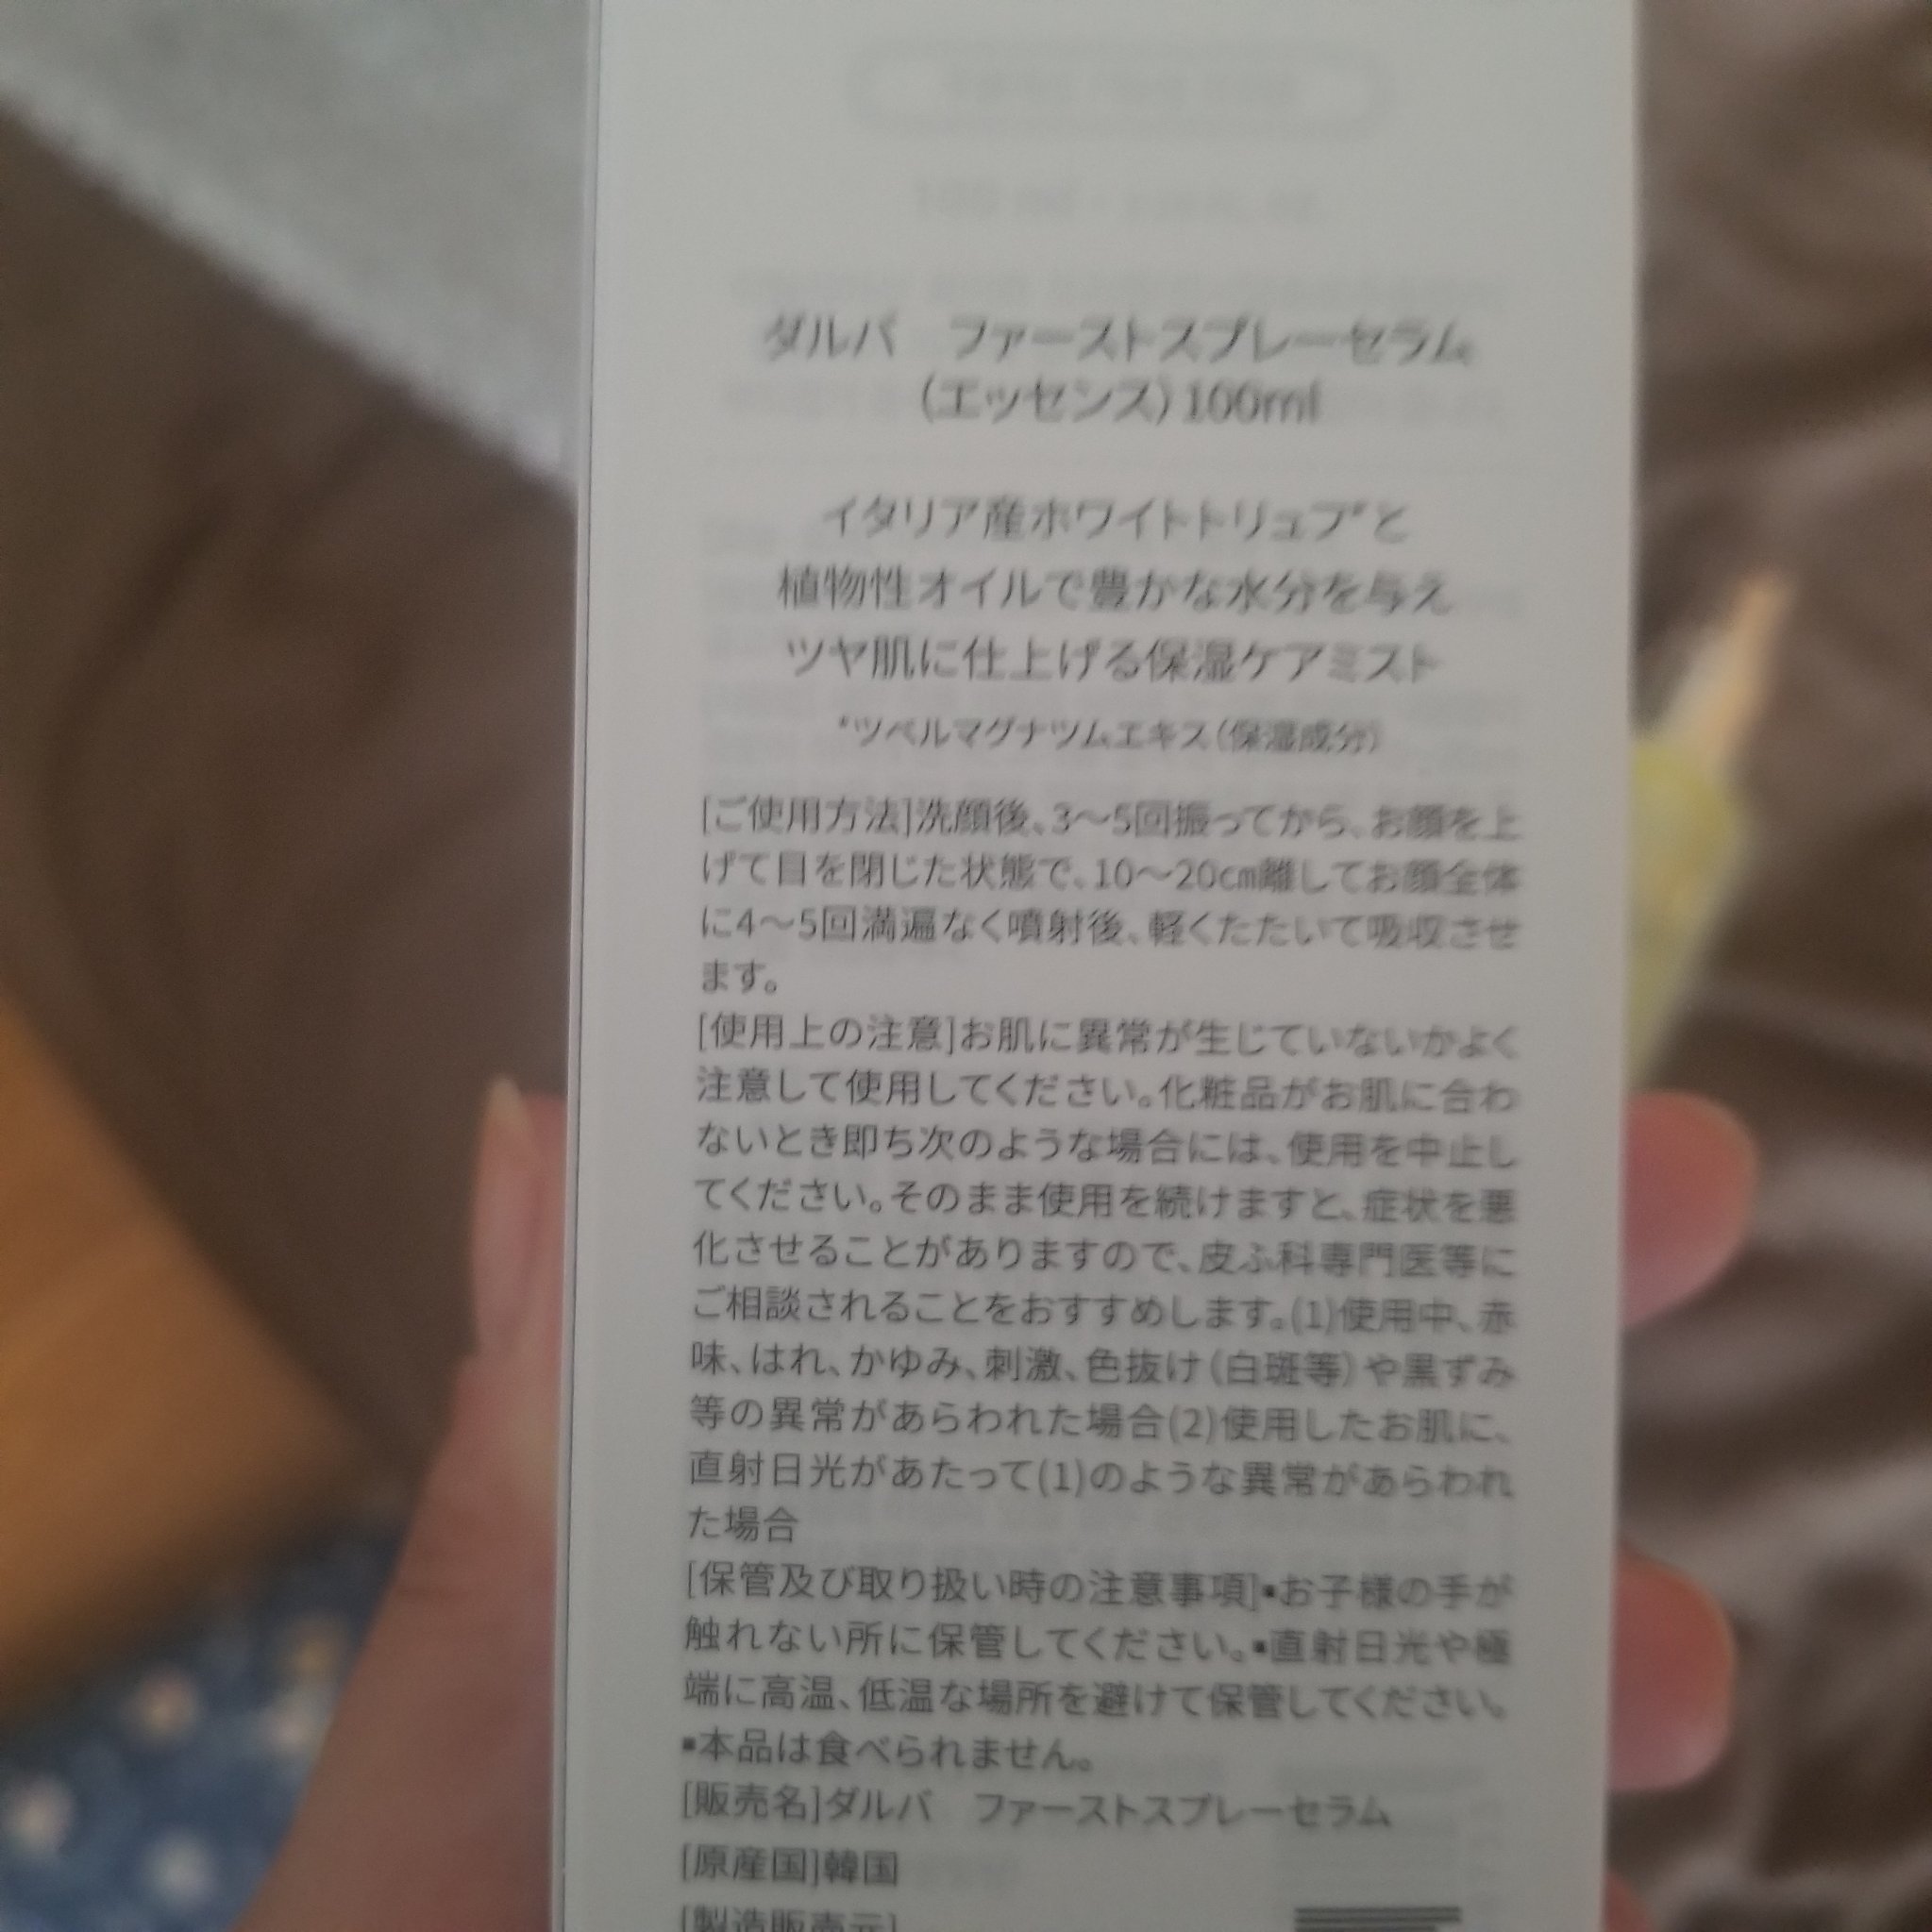 ダルバ　ファーストスプレーセラム
(エッセンス) 100ml
イタリア産ホワイトトリュフ*と
植物性オイルで豊かな水分を与え
ツヤ肌に仕上げる保湿ケアミスト
*ツベルマグナツムエキス(保湿成分)
[ご使用方法]洗顔後、3〜5回振ってから、お顔を上
げて目を閉じた状態で、10〜20㎝離してお顔全体
に4〜5回満遍なく噴射後、軽くたたいて吸収させ
ます。
[使用上の注意]お肌に異常が生じていないかよく
注意して使用してください。化粧品がお肌に合わ
ないとき即ち次のような場合には、使用を中止し
てください。そのまま使用を続けますと、症状を悪
化させることがありますので、皮ふ科専門医等に
ご相談されることをおすすめします。(1)使用中、赤
味、はれ、かゆみ、刺激、色抜け(白斑等)や黒ずみ
等の異常があらわれた場合(2)使用したお肌に、
直射日光があたって(1)のような異常があらわれ
た場合
[保管及び取り扱い時の注意事項]▪お子様の手が
触れない所に保管してください。▪直射日光や極
端に高温、低温な場所を避けて保管してください。
▪本品は食べられません。
[販売名]ダルバ　ファーストスプレーセラム
[原産国]韓国
[製造販売元]